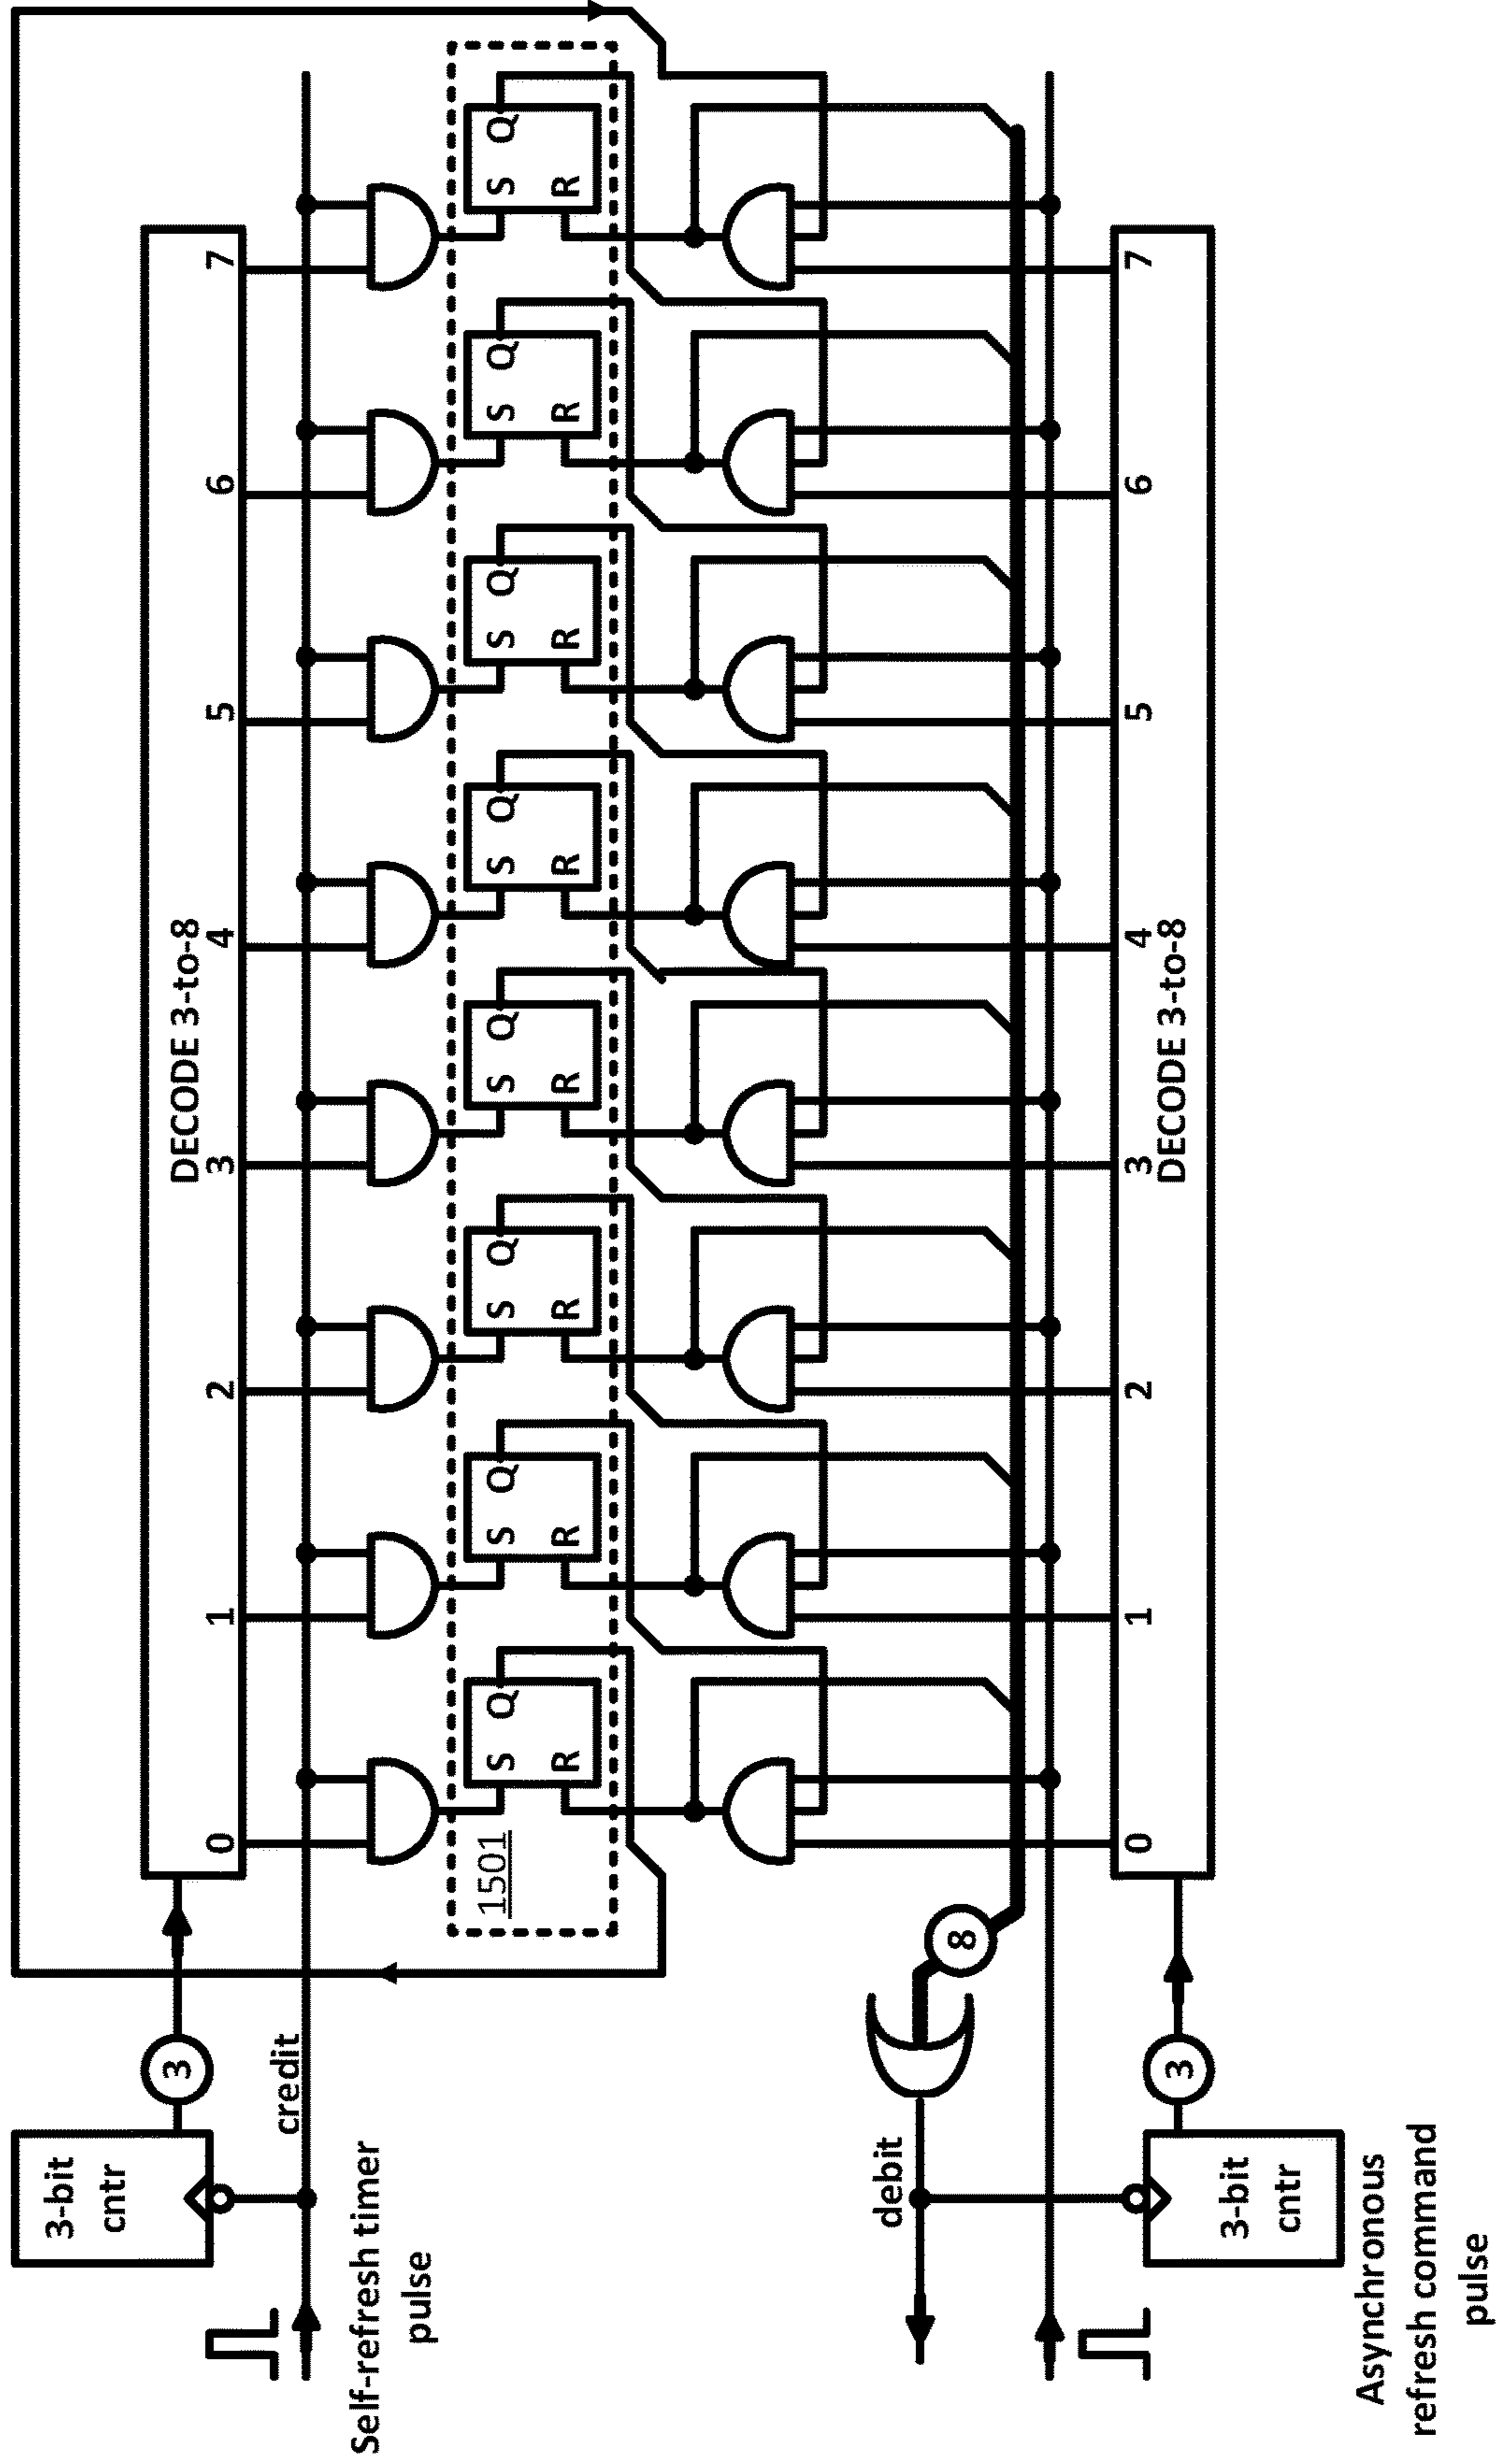 3-bit
cntr
3
DECODE 3-to-8
0 1 2 3 4 5 6 7
credit
Self-refresh timer
pulse
1501
S Q S Q S Q S Q S Q S Q S Q S Q
R R R R R R R R
debit
8
0 1 2 3 4 5 6 7
DECODE 3-to-8
3
3-bit
cntr
Asynchronous
refresh command
pulse